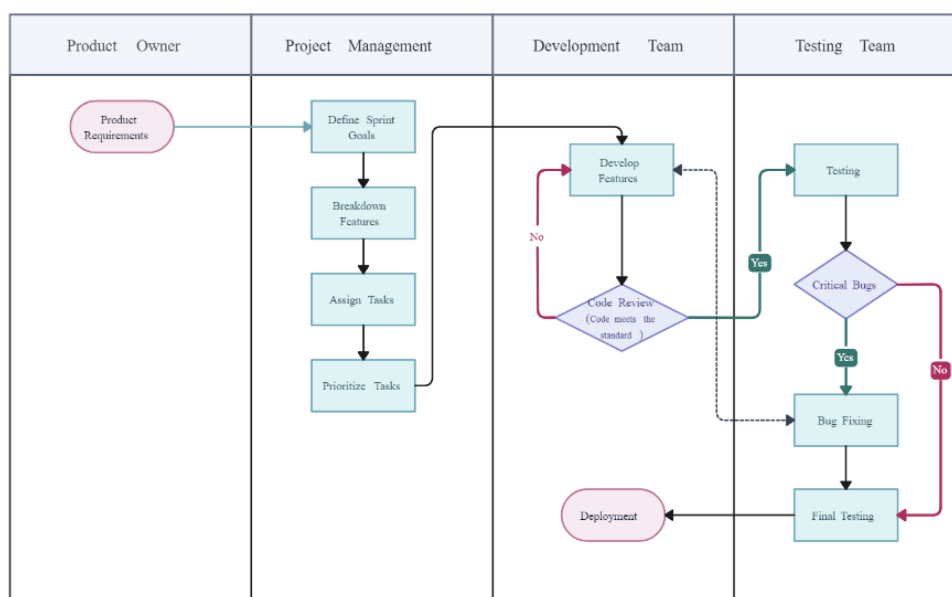 Product Owner
Project Management
Development Team
Testing Team
Product
Requirements
Define Sprint
Goals
Breakdown
Features
Assign Tasks
Prioritize Tasks
Develop
Features
No
Code Review
(Code meets the
standard )
Yes
Testing
Critical Bugs
Yes
No
Bug Fixing
Final Testing
Deployment